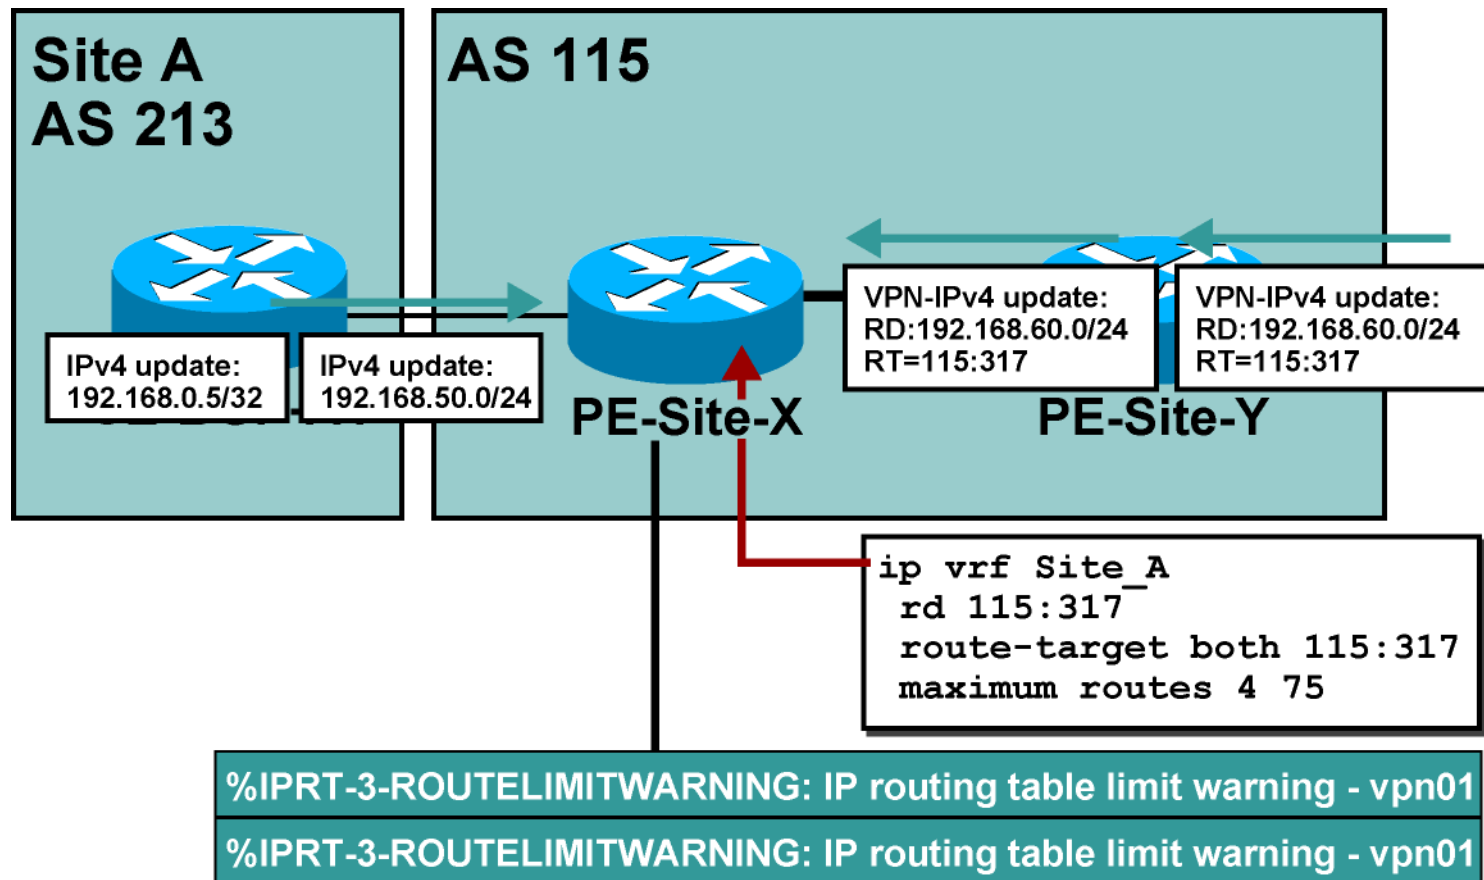 Site A
AS 213
AS 115
IPv4 update:
192.168.0.5/32
IPv4 update:
192.168.50.0/24
VPN-IPv4 update:
RD:192.168.60.0/24
RT=115:317
VPN-IPv4 update:
RD:192.168.60.0/24
RT=115:317
PE-Site-X
PE-Site-Y
ip vrf Site_A
rd 115:317
route-target both 115:317
maximum routes 4 75
%IPRT-3-ROUTELIMITWARNING: IP routing table limit warning - vpn01
%IPRT-3-ROUTELIMITWARNING: IP routing table limit warning - vpn01